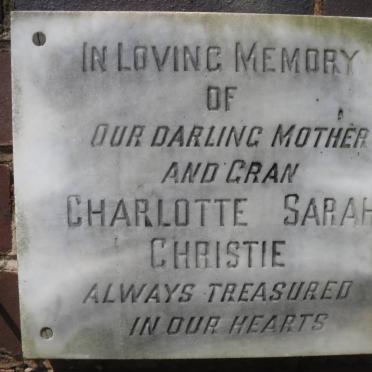 IN LOVING MEMORY
OF
OUR DARLING MOTHER
AND GRAN
CHARLOTTE SARAH
CHRISTIE
ALWAYS TREASURED
IN OUR HEARTS